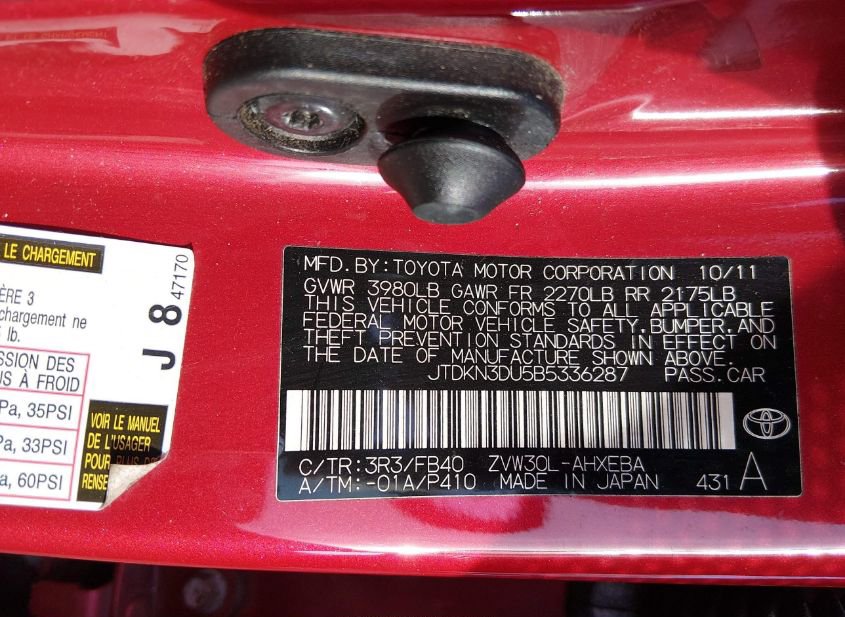 LE CHARGEMENT
ÈRE 3
chargement ne
lb.
J 8
47170
SSION DES
S À FROID
Pa, 35PSI
a, 33PSI
a, 60PSI
VOIR LE MANUEL
DE L'USAGER
POUR PLUS DE
RENSE
MFD. BY: TOYOTA MOTOR CORPORATION 10/11
GVWR 3980LB GAWR FR 2270LB RR 2175LB
THIS VEHICLE CONFORMS TO ALL APPLICABLE
FEDERAL MOTOR VEHICLE SAFETY, BUMPER, AND
THEFT PREVENTION STANDARDS IN EFFECT ON
THE DATE OF MANUFACTURE SHOWN ABOVE.
JTDKN3DU5B5336287 PASS. CAR
C/TR: 3R3/FB40 ZVW30L-AHXEBA
A/TM: -01A/P410 MADE IN JAPAN 431 A